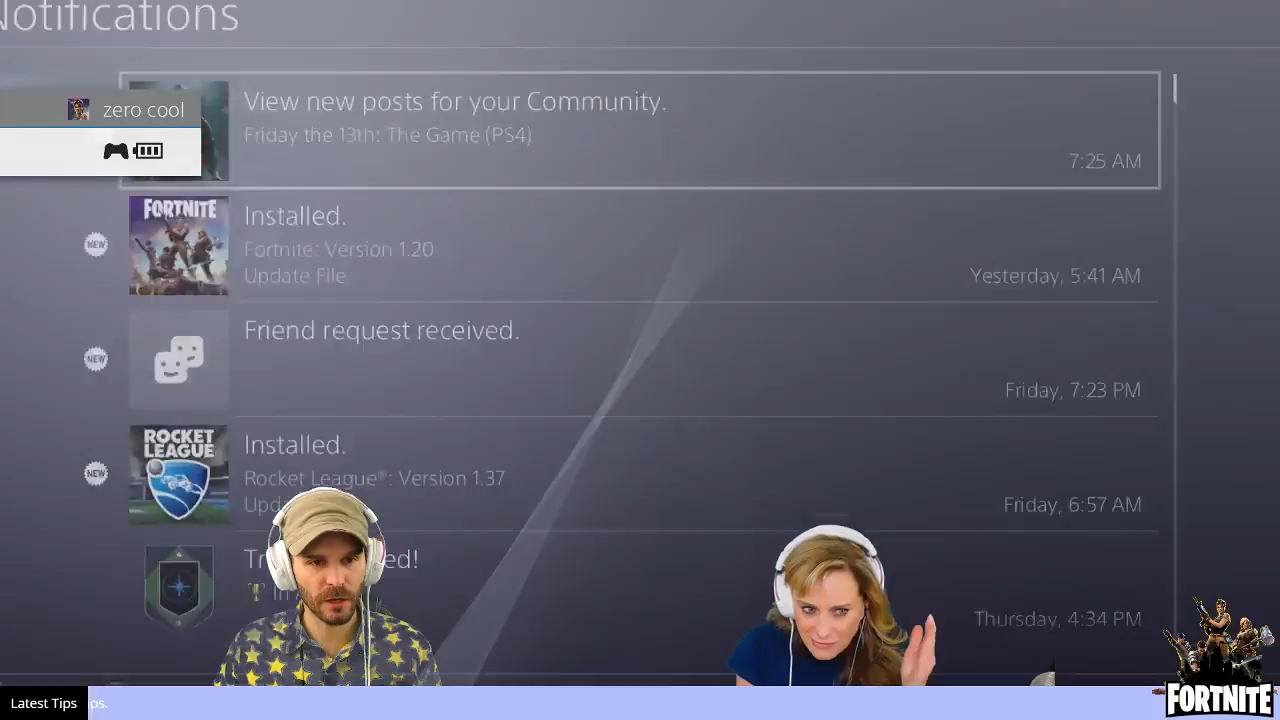 Notifications
zero cool
View new posts for your Community.
Friday the 13th: The Game (PS4)
7:25 AM
FORTNITE
NEW
Installed.
Fortnite: Version 1.20
Update File
Yesterday, 5:41 AM
NEW
Friend request received.
Friday, 7:23 PM
ROCKET
LEAGUE
NEW
Installed.
Rocket League®: Version 1.37
Friday, 6:57 AM
Thursday, 4:34 PM
Latest Tips
ps.
FORTNITE